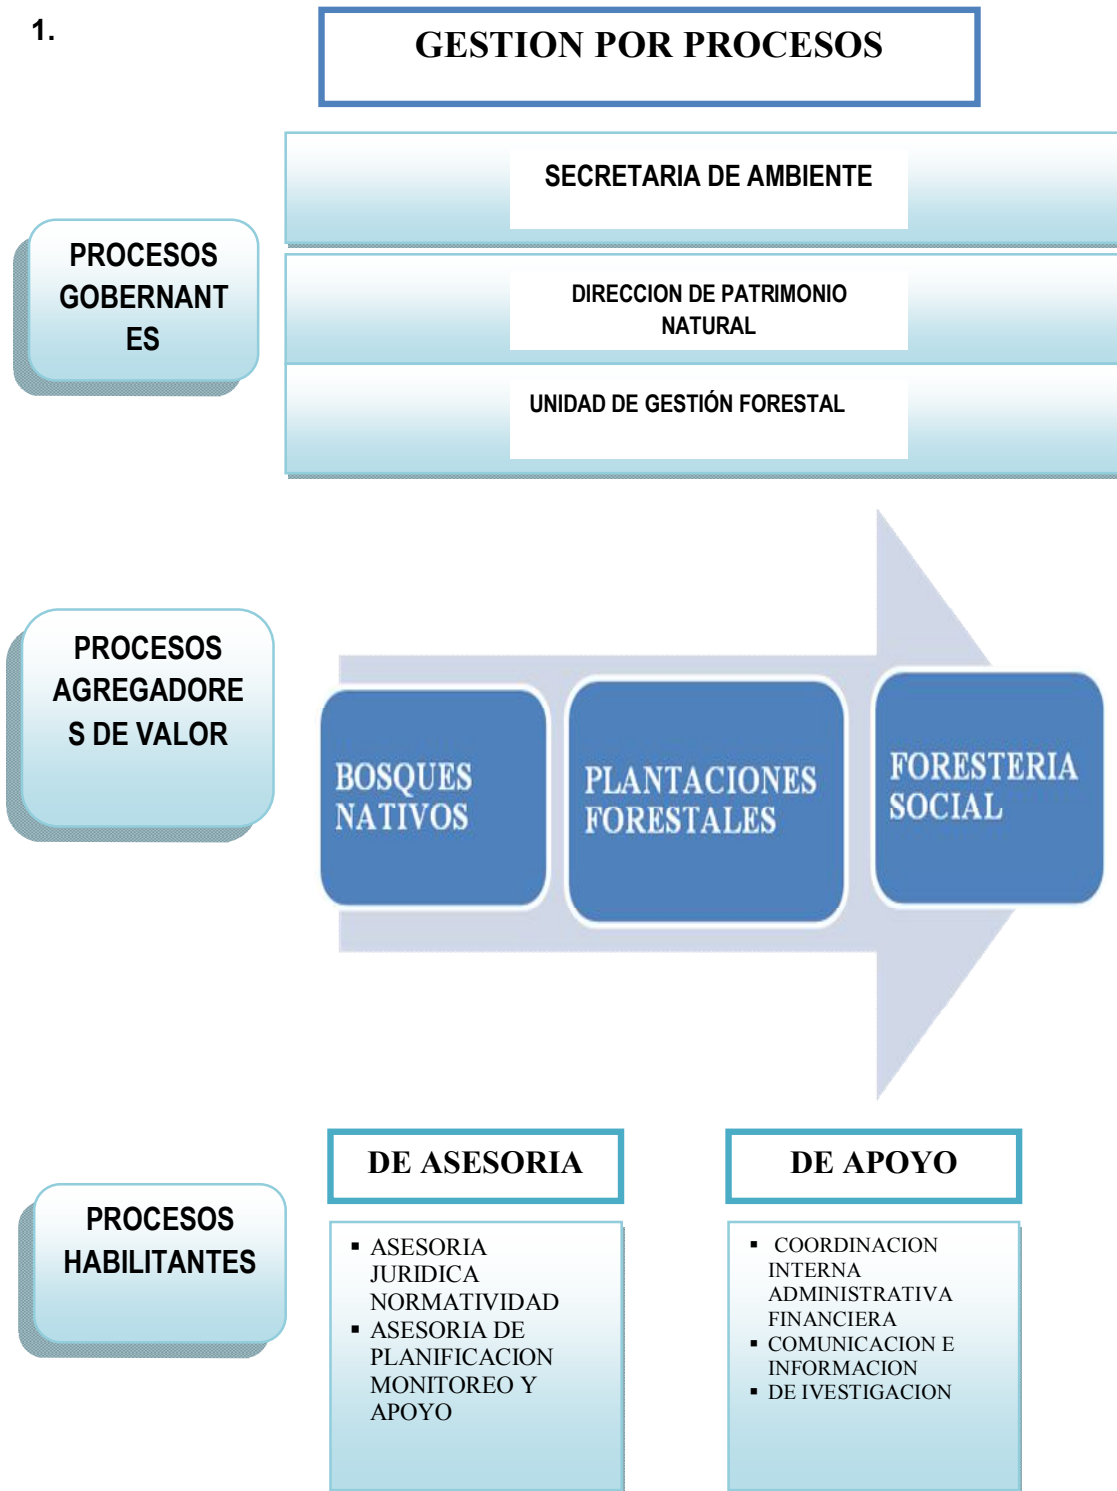 1.
GESTION POR PROCESOS
SECRETARIA DE AMBIENTE
PROCESOS
GOBERNANT
ES
DIRECCION DE PATRIMONIO
NATURAL
UNIDAD DE GESTIÓN FORESTAL
PROCESOS
AGREGADORE
S DE VALOR
BOSQUES
NATIVOS
PLANTACIONES
FORESTALES
FORESTERIA
SOCIAL
PROCESOS
HABILITANTES
DE ASESORIA
▪ ASESORIA
JURIDICA
NORMATIVIDAD
▪ ASESORIA DE
PLANIFICACION
MONITOREO Y
APOYO
DE APOYO
▪ COORDINACION
INTERNA
ADMINISTRATIVA
FINANCIERA
▪ COMUNICACION E
INFORMACION
▪ DE IVESTIGACION